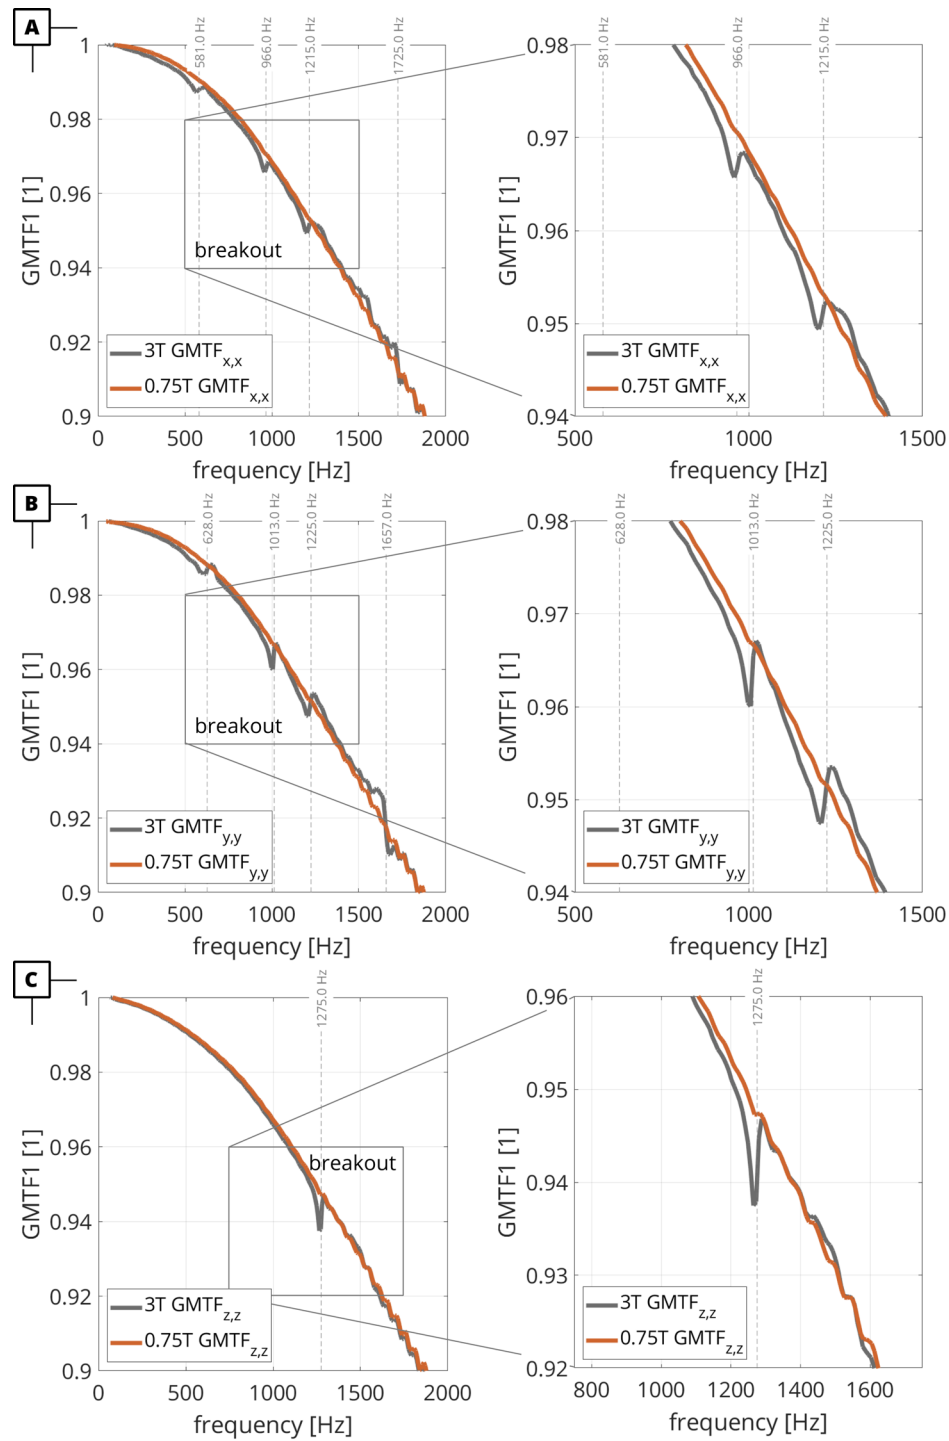 A
581.0 Hz
966.0 Hz
1215.0 Hz
1725.0 Hz
581.0 Hz
966.0 Hz
1215.0 Hz
1
0.98
0.96
0.94
0.92
0.9
GMTF1 [1]
breakout
3T GMTFx,x
0.75T GMTFx,x
0 500 1000 1500 2000
frequency [Hz]
0.98
0.97
0.96
0.95
0.94
GMTF1 [1]
3T GMTFx,x
0.75T GMTFx,x
500 1000 1500
frequency [Hz]
B
628.0 Hz
1013.0 Hz
1225.0 Hz
1657.0 Hz
628.0 Hz
1013.0 Hz
1225.0 Hz
1
0.98
0.96
0.94
0.92
0.9
GMTF1 [1]
breakout
3T GMTFy,y
0.75T GMTFy,y
0 500 1000 1500 2000
frequency [Hz]
0.98
0.97
0.96
0.95
0.94
GMTF1 [1]
3T GMTFy,y
0.75T GMTFy,y
500 1000 1500
frequency [Hz]
C
1275.0 Hz
1275.0 Hz
1
0.98
0.96
0.94
0.92
0.9
GMTF1 [1]
breakout
3T GMTFz,z
0.75T GMTFz,z
0 500 1000 1500 2000
frequency [Hz]
0.96
0.95
0.94
0.93
0.92
GMTF1 [1]
3T GMTFz,z
0.75T GMTFz,z
800 1000 1200 1400 1600
frequency [Hz]